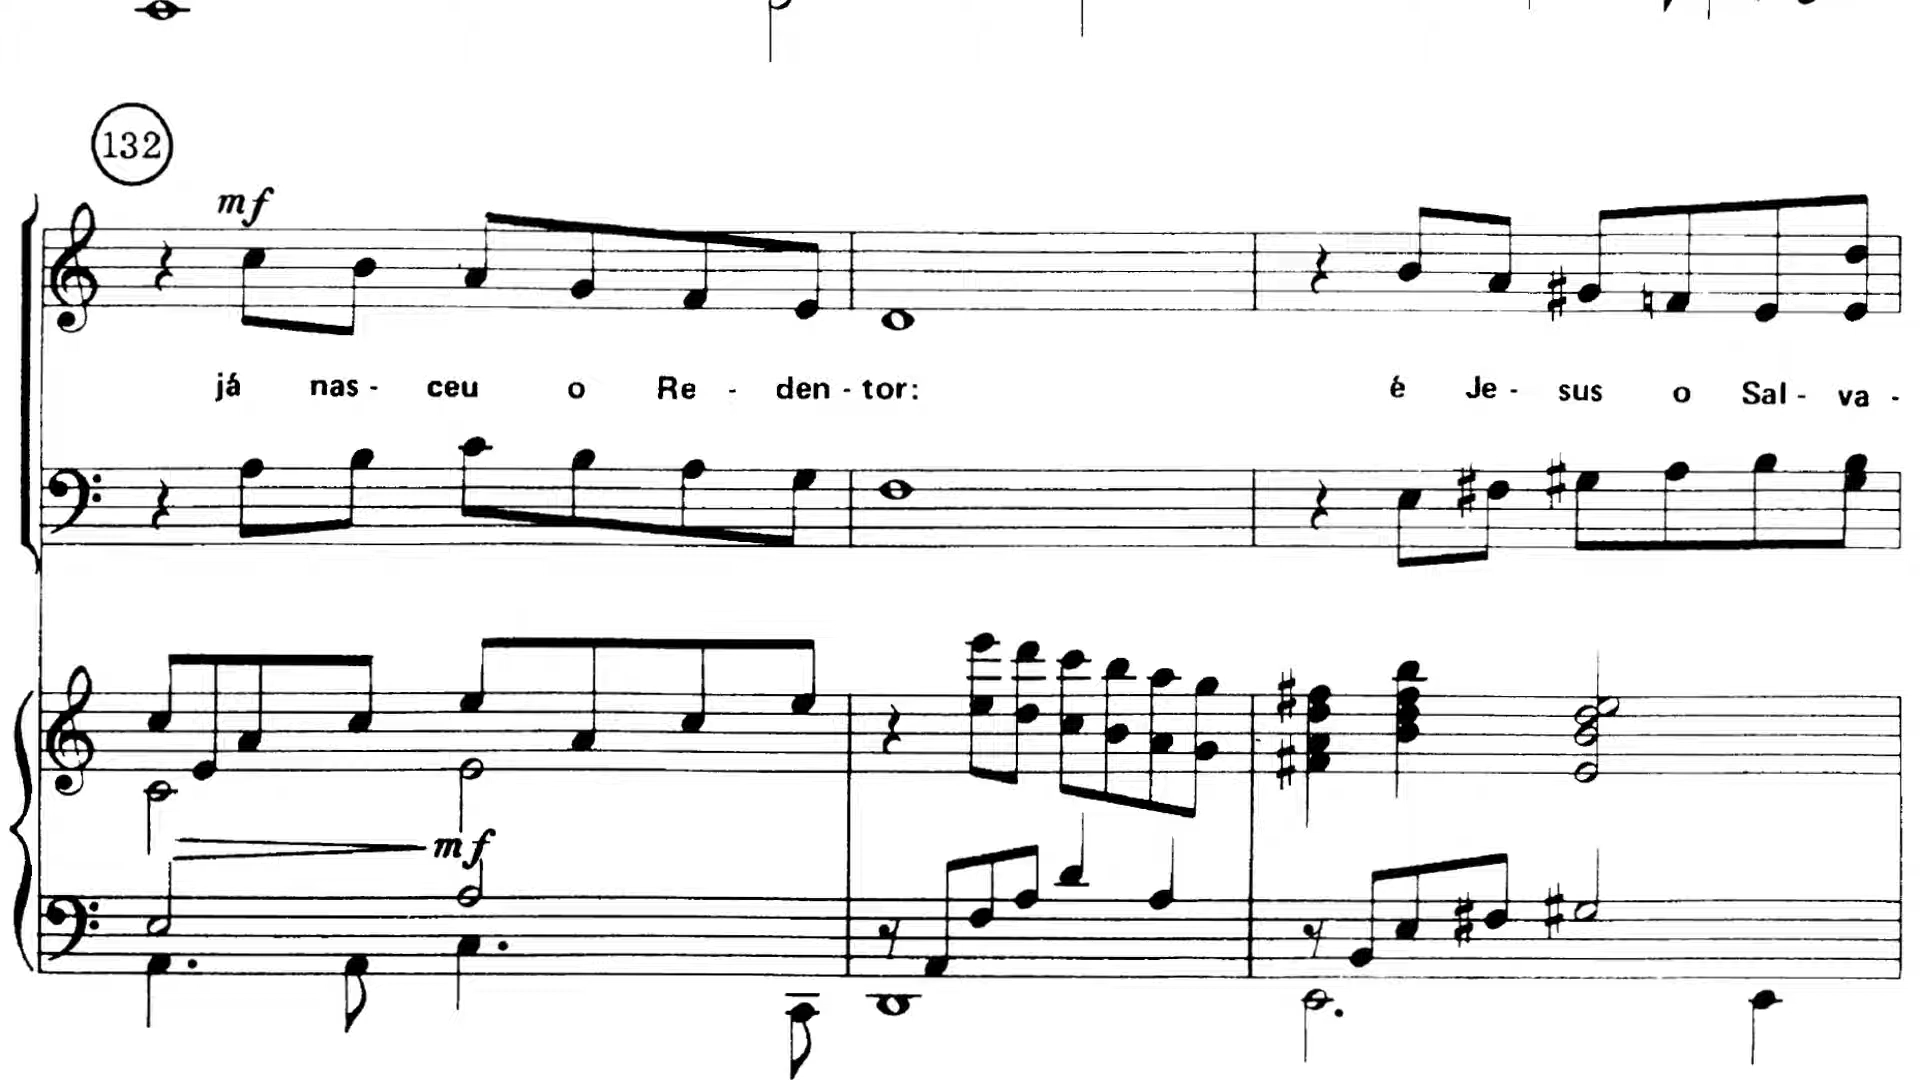 132
mf
já nas - ceu o Re - den - tor: é Je - sus o Sal - va -
mf